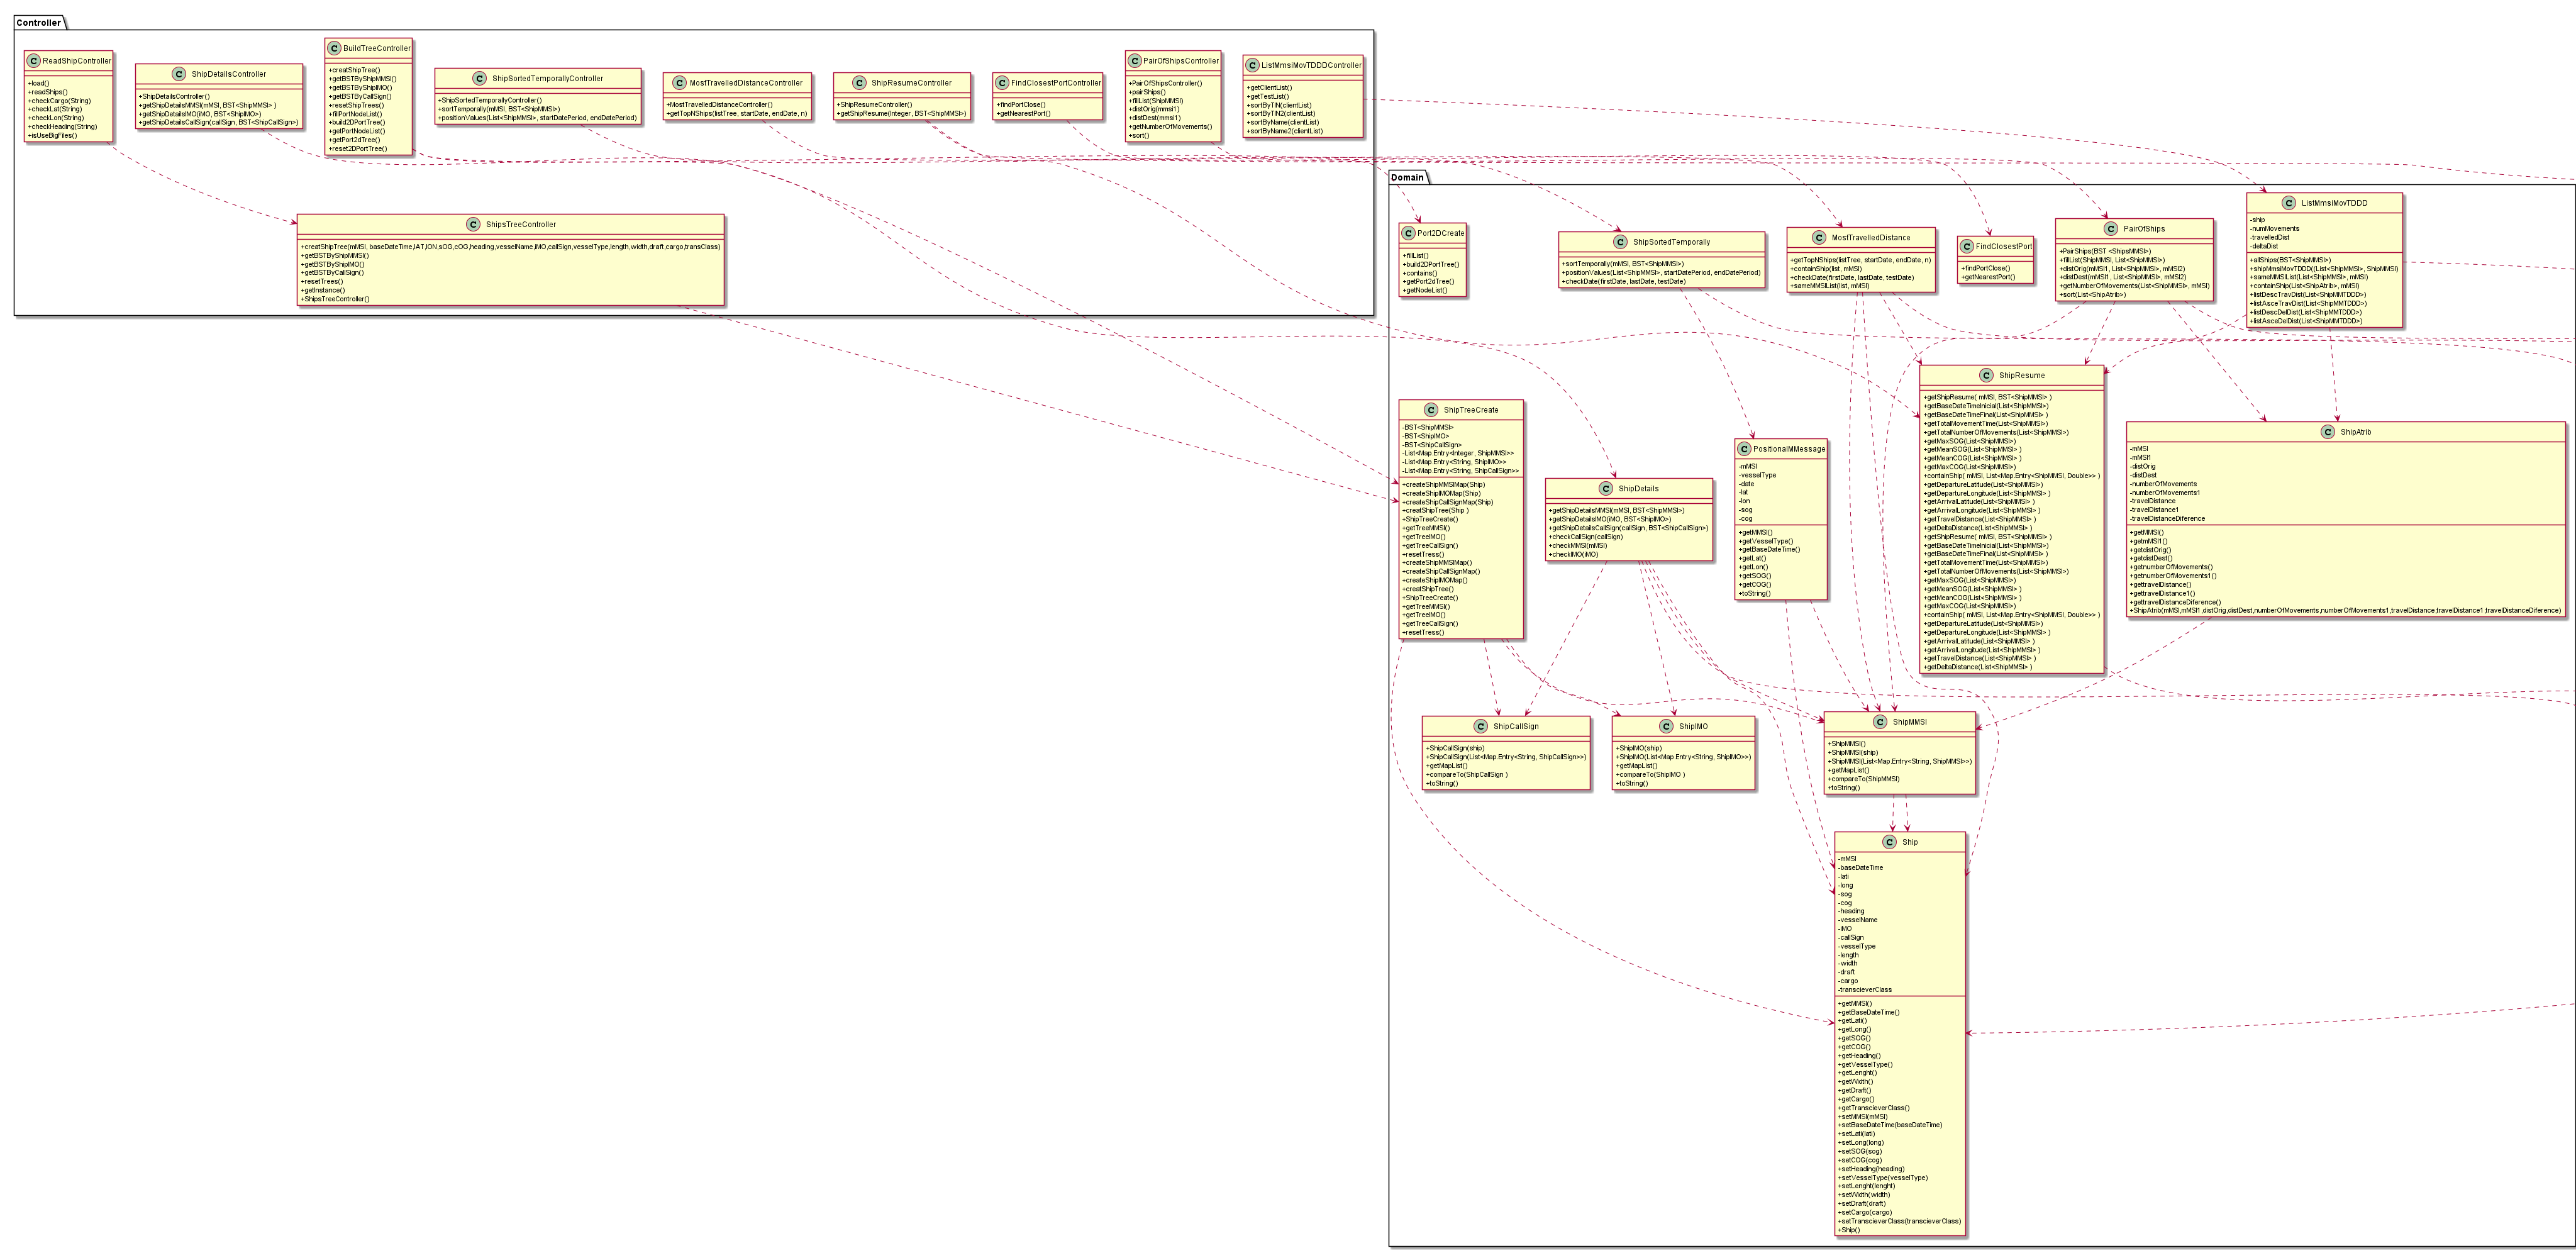 Controller
ReadShipController
+load()
+readShips()
+checkCargo(String)
+checkLat(String)
+checkLon(String)
+checkHeading(String)
+isUseBigFiles()
ShipDetailsController
+ShipDetailsController()
+getShipDetailsMMSI(mMSI, BST<ShipMMSI> )
+getShipDetailsIMO(iMO, BST<ShipIMO>)
+getShipDetailsCallSign(callSign, BST<ShipCallSign>)
BuildTreeController
+creatShipTree()
+getBSTByShipMMSI()
+getBSTByShipIMO()
+getBSTByCallSign()
+resetShipTrees()
+fillPortNodeList()
+build2DPortTree()
+getPortNodeList()
+getPort2dTree()
+reset2DPortTree()
ShipSortedTemporallyController
+ShipSortedTemporallyController()
+sortTemporally(mMSI, BST<ShipMMSI>)
+positionValues(List<ShipMMSI>, startDatePeriod, endDatePeriod)
MostTravelledDistanceController
+MostTravelledDistanceController()
+getTopNShips(listTree, startDate, endDate, n)
ShipResumeController
+ShipResumeController()
+getShipResume(Integer, BST<ShipMMSI>)
FindClosestPortController
+findPortClose()
+getNearestPort()
PairOfShipsController
+PairOfShipsController()
+pairShips()
+fillList(ShipMMSI)
+distOrig(mmsi1)
+distDest(mmsi1)
+getNumberOfMovements()
+sort()
ListMmsiMovTDDDController
+getClientList()
+getTestList()
+sortByTIN(clientList)
+sortByTIN2(clientList)
+sortByName(clientList)
+sortByName2(clientList)
ShipsTreeController
+creatShipTree(mMSI, baseDateTime,lAT,lON,sOG,cOG,heading,vesselName,iMO,callSign,vesselType,length,width,draft,cargo,transClass)
+getBSTByShipMMSI()
+getBSTByShipIMO()
+getBSTByCallSign()
+resetTrees()
+getInstance()
+ShipsTreeController()
Domain
Port2DCreate
+fillList()
+build2DPortTree()
+contains()
+getPort2dTree()
+getNodeList()
ShipSortedTemporally
+sortTemporally(mMSI, BST<ShipMMSI>)
+positionValues(List<ShipMMSI>, startDatePeriod, endDatePeriod)
+checkDate(firstDate, lastDate, testDate)
MostTravelledDistance
+getTopNShips(listTree, startDate, endDate, n)
+containShip(list, mMSI)
+checkDate(firstDate, lastDate, testDate)
+sameMMSIList(list, mMSI)
FindClosestPort
+findPortClose()
+getNearestPort()
PairOfShips
+PairShips(BST <ShipsMMSI>)
+fillList(ShipMMSI, List<ShipMMSI>)
+distOrig(mMSI1 , List<ShipMMSI>, mMSI2)
+distDest(mMSI1 , List<ShipMMSI>, mMSI2)
+getNumberOfMovements(List<ShipMMSI>, mMSI)
+sort(List<ShipAtrib>)
ListMmsiMovTDDD
-ship
-numMovements
-travelledDist
-deltaDist
+allShips(BST<ShipMMSI>)
+shipMmsiMovTDDD((List<ShipMMSI>, ShipMMSI)
+sameMMSIList(List<ShipMMSI>, mMSI)
+containShip(List<ShipAtrib>, mMSI)
+listDescTravDist(List<ShipMMTDDD>)
+listAsceTravDist(List<ShipMMTDDD>)
+listDescDelDist(List<ShipMMTDDD>)
+listAsceDelDist(List<ShipMMTDDD>)
ShipTreeCreate
-BST<ShipMMSI>
-BST<ShipIMO>
-BST<ShipCallSign>
-List<Map.Entry<Integer, ShipMMSI>>
-List<Map.Entry<String, ShipIMO>>
-List<Map.Entry<String, ShipCallSign>>
+createShipMMSIMap(Ship)
+createShipIMOMap(Ship)
+createShipCallSignMap(Ship)
+creatShipTree(Ship )
+ShipTreeCreate()
+getTreeMMSI()
+getTreeIMO()
+getTreeCallSign()
+resetTress()
+createShipMMSIMap()
+createShipCallSignMap()
+createShipIMOMap()
+creatShipTree()
+ShipTreeCreate()
+getTreeMMSI()
+getTreeIMO()
+getTreeCallSign()
+resetTress()
ShipDetails
+getShipDetailsMMSI(mMSI, BST<ShipMMSI>)
+getShipDetailsIMO(iMO, BST<ShipIMO>)
+getShipDetailsCallSign(callSign, BST<ShipCallSign>)
+checkCallSign(callSign)
+checkMMSI(mMSI)
+checkIMO(iMO)
PositionalMMessage
-mMSI
-vesselType
-date
-lat
-lon
-sog
-cog
+getMMSI()
+getVesselType()
+getBaseDateTime()
+getLat()
+getLon()
+getSOG()
+getCOG()
+toString()
ShipResume
+getShipResume( mMSI, BST<ShipMMSI> )
+getBaseDateTimeInicial(List<ShipMMSI>)
+getBaseDateTimeFinal(List<ShipMMSI> )
+getTotalMovementTime(List<ShipMMSI>)
+getTotalNumberOfMovements(List<ShipMMSI>)
+getMaxSOG(List<ShipMMSI>)
+getMeanSOG(List<ShipMMSI> )
+getMeanCOG(List<ShipMMSI> )
+getMaxCOG(List<ShipMMSI>)
+containShip( mMSI, List<Map.Entry<ShipMMSI, Double>> )
+getDepartureLatitude(List<ShipMMSI>)
+getDepartureLongitude(List<ShipMMSI> )
+getArrivalLatitude(List<ShipMMSI> )
+getArrivalLongitude(List<ShipMMSI> )
+getTravelDistance(List<ShipMMSI> )
+getDeltaDistance(List<ShipMMSI> )
+getShipResume( mMSI, BST<ShipMMSI> )
+getBaseDateTimeInicial(List<ShipMMSI>)
+getBaseDateTimeFinal(List<ShipMMSI> )
+getTotalMovementTime(List<ShipMMSI>)
+getTotalNumberOfMovements(List<ShipMMSI>)
+getMaxSOG(List<ShipMMSI>)
+getMeanSOG(List<ShipMMSI> )
+getMeanCOG(List<ShipMMSI> )
+getMaxCOG(List<ShipMMSI>)
+containShip( mMSI, List<Map.Entry<ShipMMSI, Double>> )
+getDepartureLatitude(List<ShipMMSI>)
+getDepartureLongitude(List<ShipMMSI> )
+getArrivalLatitude(List<ShipMMSI> )
+getArrivalLongitude(List<ShipMMSI> )
+getTravelDistance(List<ShipMMSI> )
+getDeltaDistance(List<ShipMMSI> )
ShipAtrib
-mMSI
-mMSI1
-distOrig
-distDest
-numberOfMovements
-numberOfMovements1
-travelDistance
-travelDistance1
-travelDistanceDiference
+getMMSI()
+getmMSI1()
+getdistOrig()
+getdistDest()
+getnumberOfMovements()
+getnumberOfMovements1()
+gettravelDistance()
+gettravelDistance1()
+gettravelDistanceDiference()
+ShipAtrib(mMSI,mMSI1,distOrig,distDest,numberOfMovements,numberOfMovements1,travelDistance,travelDistance1,travelDistanceDiference)
ShipCallSign
+ShipCallSign(ship)
+ShipCallSign(List<Map.Entry<String, ShipCallSign>>)
+getMapList()
+compareTo(ShipCallSign )
+toString()
ShipIMO
+ShipIMO(ship)
+ShipIMO(List<Map.Entry<String, ShipIMO>>)
+getMapList()
+compareTo(ShipIMO )
+toString()
ShipMMSI
+ShipMMSI()
+ShipMMSI(ship)
+ShipMMSI(List<Map.Entry<String, ShipMMSI>>)
+getMapList()
+compareTo(ShipMMSI)
+toString()
Ship
-mMSI
-baseDateTime
-lati
-long
-sog
-cog
-heading
-vesselName
-iMO
-callSign
-vesselType
-length
-width
-draft
-cargo
-transcieverClass
+getMMSI()
+getBaseDateTime()
+getLati()
+getLong()
+getSOG()
+getCOG()
+getHeading()
+getVesselType()
+getLenght()
+getWidth()
+getDraft()
+getCargo()
+getTranscieverClass()
+setMMSI(mMSI)
+setBaseDateTime(baseDateTime)
+setLati(lati)
+setLong(long)
+setSOG(sog)
+setCOG(cog)
+setHeading(heading)
+setVesselType(vesselType)
+setLenght(lenght)
+setWidth(width)
+setDraft(draft)
+setCargo(cargo)
+setTranscieverClass(transcieverClass)
+Ship()